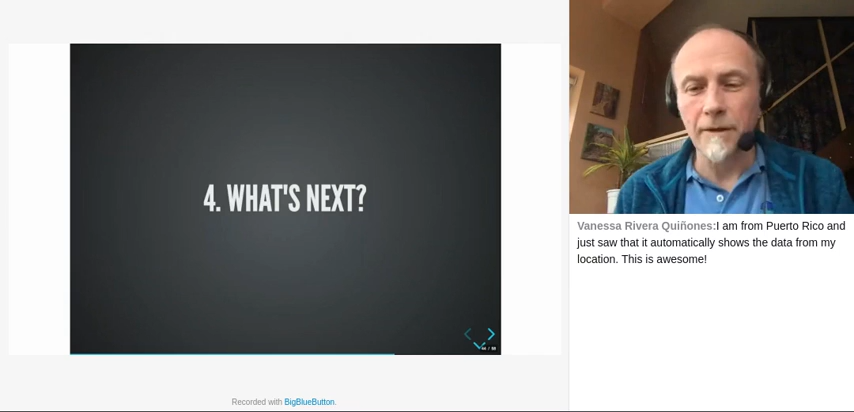 4. WHAT'S NEXT?
Vanessa Rivera Quiñones:I am from Puerto Rico and
just saw that it automatically shows the data from my
location. This is awesome!
Recorded with BigBlueButton.